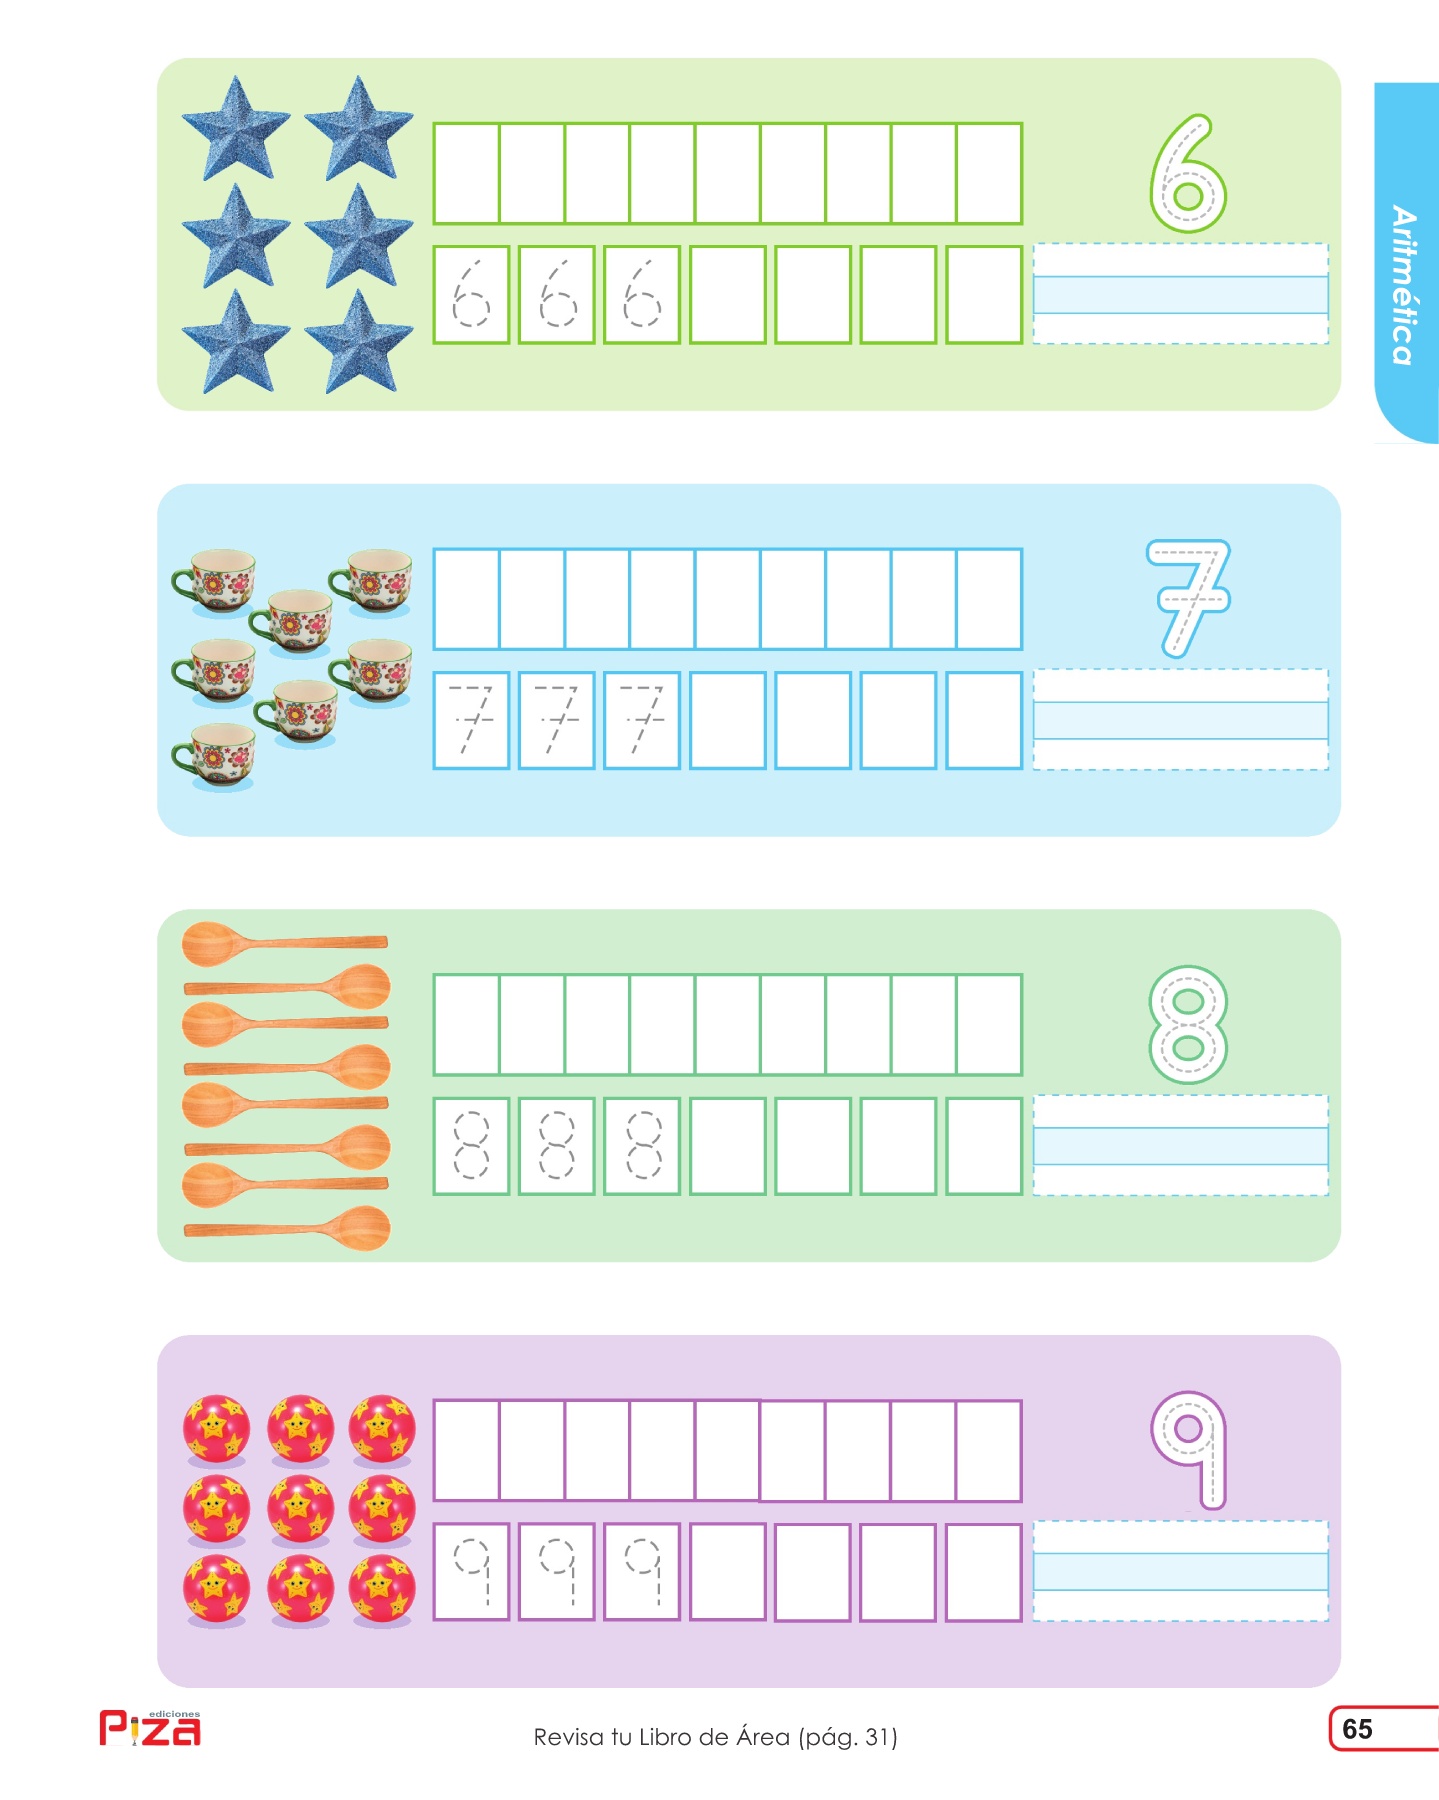 Aritmética
6
6 6 6
7
7 7 7
8
8 8 8
9
9 9 9
ediciones
Piza
Revisa tu Libro de Área (pág. 31)
65